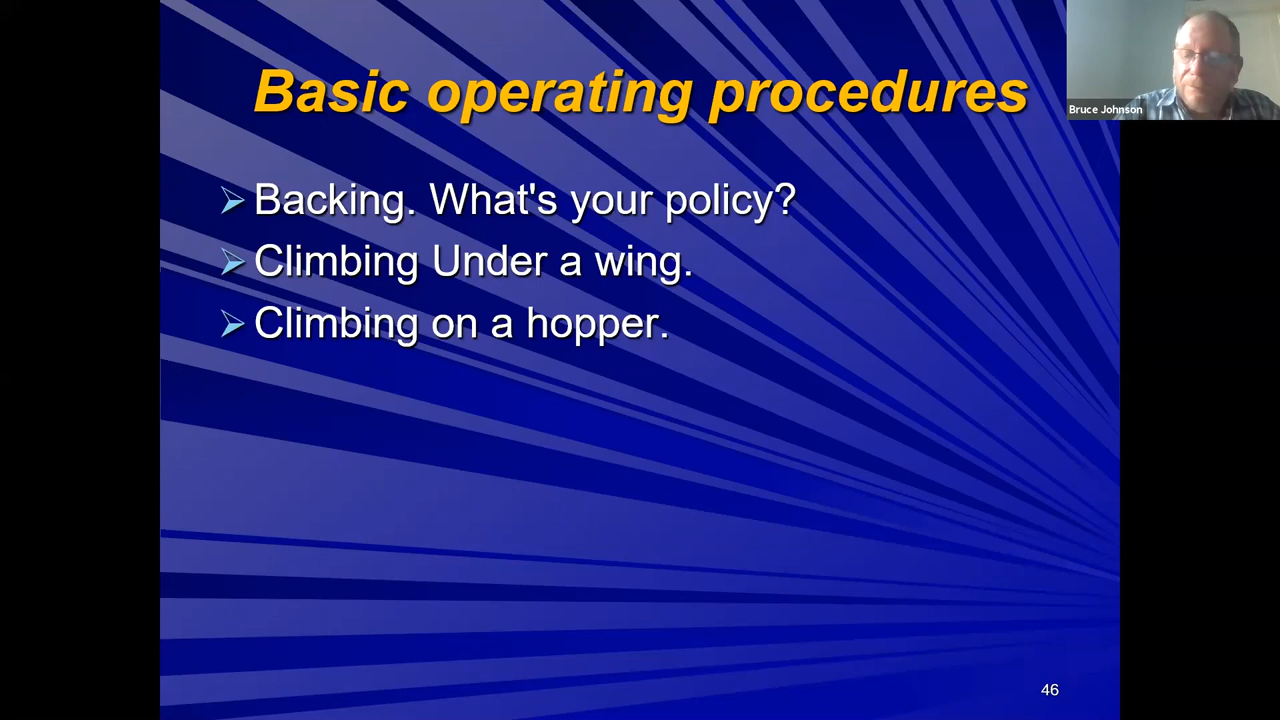 Basic operating procedures
Bruce Johnson
Backing. What's your policy?
Climbing Under a wing.
Climbing on a hopper.
46